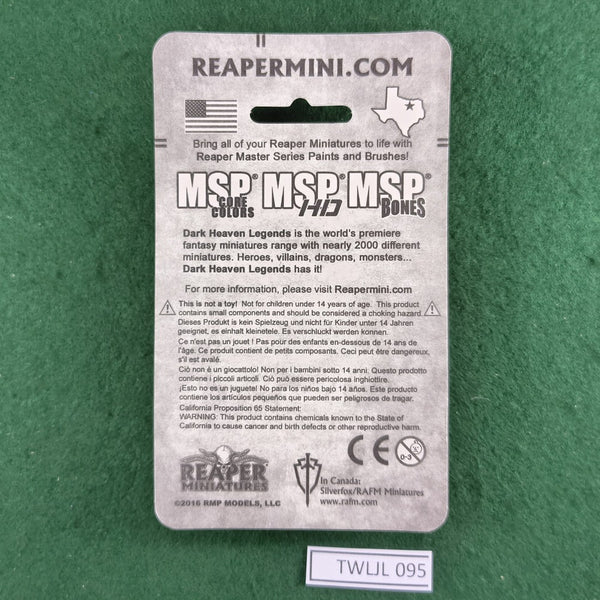 REAPERMINI.COM
Bring all of your Reaper Miniatures to life with
Reaper Master Series Paints and Brushes!
MSP® MSP® MSP®
CORE COLORS HD BONES
Dark Heaven Legends is the world's premiere
fantasy miniatures range with nearly 2000 different
miniatures. Heroes, villains, dragons, monsters...
Dark Heaven Legends has it!
For more information, please visit Reapermini.com
This is not a toy! Not for children under 14 years of age. This product
contains small components and should be considered a choking hazard
Dieses Produkt is kein Spielzeug und nicht für Kinder unter 14 Jahren
geeignet, es einhalt kleinetele. Es verschluckt werden konnen.
Ce n'est pas un jouet ! Pas pour des enfants en-dessous de 14 ans de
l'âge. Ce produit contient de petits composants. Ceci peut être dangereux,
s'il est avalé.
Ciò non è un giocattolo! Non per i bambini sotto 14 anni. Questo prodotto
contiene i piccoli articoli. Ciò può essere pericolosa inghiottire.
¡Esto no es un juguete! No para los niños bajo 14 años. Este producto
contiene los artículos pequeños que pueden ser peligrosos de tragar.
California Proposition 65 Statement:
WARNING: This product contains chemicals known to the State of
California to cause cancer and birth defects or other reproductive harm.
REAPER
MINIATURES
©2016 RMP MODELS, LLC
In Canada:
Silverfox/RAFM Miniatures
www.rafm.com
CE
0-3
TWLJL 095